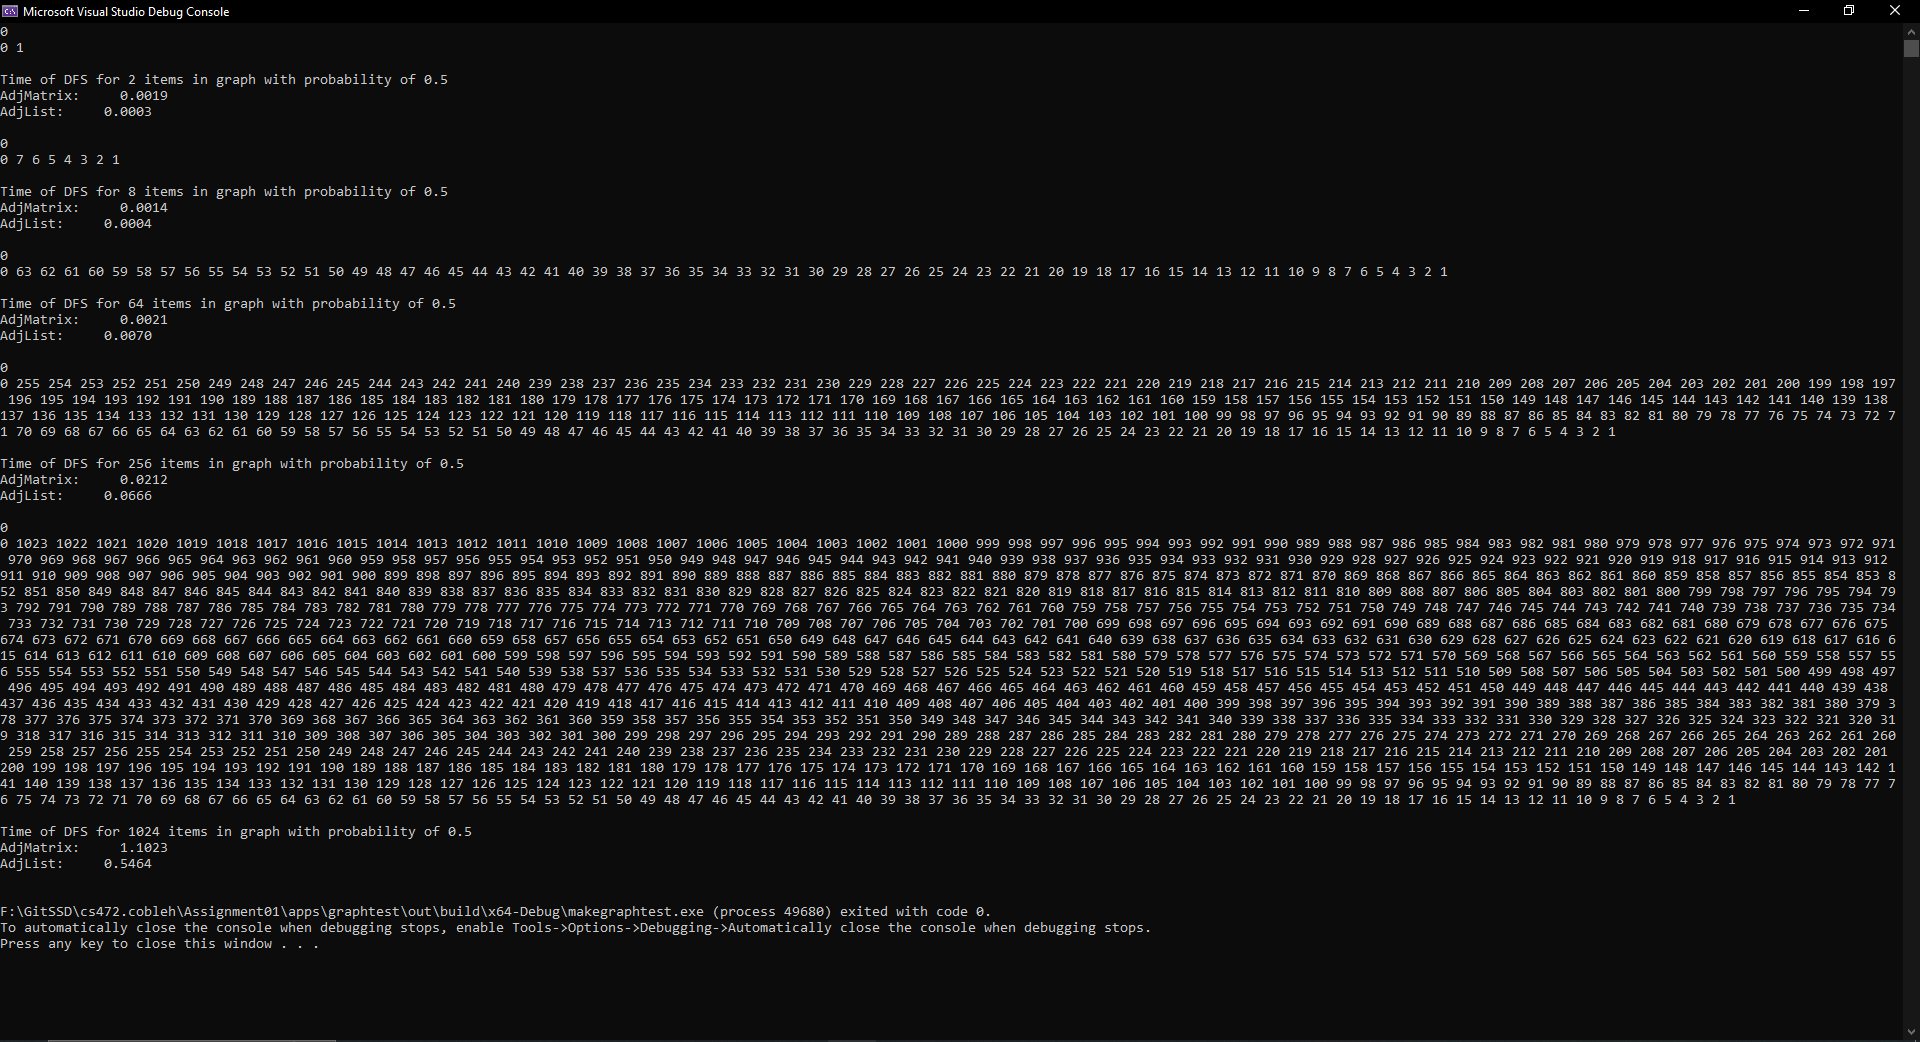 Microsoft Visual Studio Debug Console
0
0 1
Time of DFS for 2 items in graph with probability of 0.5
AdjMatrix: 0.0019
AdjList: 0.0003
0
0 7 6 5 4 3 2 1
Time of DFS for 8 items in graph with probability of 0.5
AdjMatrix: 0.0014
AdjList: 0.0004
0
0 63 62 61 60 59 58 57 56 55 54 53 52 51 50 49 48 47 46 45 44 43 42 41 40 39 38 37 36 35 34 33 32 31 30 29 28 27 26 25 24 23 22 21 20 19 18 17 16 15 14 13 12 11 10 9 8 7 6 5 4 3 2 1
Time of DFS for 64 items in graph with probability of 0.5
AdjMatrix: 0.0021
AdjList: 0.0070
0
0 255 254 253 252 251 250 249 248 247 246 245 244 243 242 241 240 239 238 237 236 235 234 233 232 231 230 229 228 227 226 225 224 223 222 221 220 219 218 217 216 215 214 213 212 211 210 209 208 207 206 205 204 203 202 201 200 199 198 197
196 195 194 193 192 191 190 189 188 187 186 185 184 183 182 181 180 179 178 177 176 175 174 173 172 171 170 169 168 167 166 165 164 163 162 161 160 159 158 157 156 155 154 153 152 151 150 149 148 147 146 145 144 143 142 141 140 139 138
137 136 135 134 133 132 131 130 129 128 127 126 125 124 123 122 121 120 119 118 117 116 115 114 113 112 111 110 109 108 107 106 105 104 103 102 101 100 99 98 97 96 95 94 93 92 91 90 89 88 87 86 85 84 83 82 81 80 79 78 77 76 75 74 73 72 7
1 70 69 68 67 66 65 64 63 62 61 60 59 58 57 56 55 54 53 52 51 50 49 48 47 46 45 44 43 42 41 40 39 38 37 36 35 34 33 32 31 30 29 28 27 26 25 24 23 22 21 20 19 18 17 16 15 14 13 12 11 10 9 8 7 6 5 4 3 2 1
Time of DFS for 256 items in graph with probability of 0.5
AdjMatrix: 0.0212
AdjList: 0.0666
0
0 1023 1022 1021 1020 1019 1018 1017 1016 1015 1014 1013 1012 1011 1010 1009 1008 1007 1006 1005 1004 1003 1002 1001 1000 999 998 997 996 995 994 993 992 991 990 989 988 987 986 985 984 983 982 981 980 979 978 977 976 975 974 973 972 971
970 969 968 967 966 965 964 963 962 961 960 959 958 957 956 955 954 953 952 951 950 949 948 947 946 945 944 943 942 941 940 939 938 937 936 935 934 933 932 931 930 929 928 927 926 925 924 923 922 921 920 919 918 917 916 915 914 913 912
911 910 909 908 907 906 905 904 903 902 901 900 899 898 897 896 895 894 893 892 891 890 889 888 887 886 885 884 883 882 881 880 879 878 877 876 875 874 873 872 871 870 869 868 867 866 865 864 863 862 861 860 859 858 857 856 855 854 853 8
52 851 850 849 848 847 846 845 844 843 842 841 840 839 838 837 836 835 834 833 832 831 830 829 828 827 826 825 824 823 822 821 820 819 818 817 816 815 814 813 812 811 810 809 808 807 806 805 804 803 802 801 800 799 798 797 796 795 794 79
3 792 791 790 789 788 787 786 785 784 783 782 781 780 779 778 777 776 775 774 773 772 771 770 769 768 767 766 765 764 763 762 761 760 759 758 757 756 755 754 753 752 751 750 749 748 747 746 745 744 743 742 741 740 739 738 737 736 735 734
733 732 731 730 729 728 727 726 725 724 723 722 721 720 719 718 717 716 715 714 713 712 711 710 709 708 707 706 705 704 703 702 701 700 699 698 697 696 695 694 693 692 691 690 689 688 687 686 685 684 683 682 681 680 679 678 677 676 675
674 673 672 671 670 669 668 667 666 665 664 663 662 661 660 659 658 657 656 655 654 653 652 651 650 649 648 647 646 645 644 643 642 641 640 639 638 637 636 635 634 633 632 631 630 629 628 627 626 625 624 623 622 621 620 619 618 617 616 6
15 614 613 612 611 610 609 608 607 606 605 604 603 602 601 600 599 598 597 596 595 594 593 592 591 590 589 588 587 586 585 584 583 582 581 580 579 578 577 576 575 574 573 572 571 570 569 568 567 566 565 564 563 562 561 560 559 558 557 55
6 555 554 553 552 551 550 549 548 547 546 545 544 543 542 541 540 539 538 537 536 535 534 533 532 531 530 529 528 527 526 525 524 523 522 521 520 519 518 517 516 515 514 513 512 511 510 509 508 507 506 505 504 503 502 501 500 499 498 497
496 495 494 493 492 491 490 489 488 487 486 485 484 483 482 481 480 479 478 477 476 475 474 473 472 471 470 469 468 467 466 465 464 463 462 461 460 459 458 457 456 455 454 453 452 451 450 449 448 447 446 445 444 443 442 441 440 439 438
437 436 435 434 433 432 431 430 429 428 427 426 425 424 423 422 421 420 419 418 417 416 415 414 413 412 411 410 409 408 407 406 405 404 403 402 401 400 399 398 397 396 395 394 393 392 391 390 389 388 387 386 385 384 383 382 381 380 379 3
78 377 376 375 374 373 372 371 370 369 368 367 366 365 364 363 362 361 360 359 358 357 356 355 354 353 352 351 350 349 348 347 346 345 344 343 342 341 340 339 338 337 336 335 334 333 332 331 330 329 328 327 326 325 324 323 322 321 320 31
9 318 317 316 315 314 313 312 311 310 309 308 307 306 305 304 303 302 301 300 299 298 297 296 295 294 293 292 291 290 289 288 287 286 285 284 283 282 281 280 279 278 277 276 275 274 273 272 271 270 269 268 267 266 265 264 263 262 261 260
259 258 257 256 255 254 253 252 251 250 249 248 247 246 245 244 243 242 241 240 239 238 237 236 235 234 233 232 231 230 229 228 227 226 225 224 223 222 221 220 219 218 217 216 215 214 213 212 211 210 209 208 207 206 205 204 203 202 201
200 199 198 197 196 195 194 193 192 191 190 189 188 187 186 185 184 183 182 181 180 179 178 177 176 175 174 173 172 171 170 169 168 167 166 165 164 163 162 161 160 159 158 157 156 155 154 153 152 151 150 149 148 147 146 145 144 143 142 1
41 140 139 138 137 136 135 134 133 132 131 130 129 128 127 126 125 124 123 122 121 120 119 118 117 116 115 114 113 112 111 110 109 108 107 106 105 104 103 102 101 100 99 98 97 96 95 94 93 92 91 90 89 88 87 86 85 84 83 82 81 80 79 78 77 7
6 75 74 73 72 71 70 69 68 67 66 65 64 63 62 61 60 59 58 57 56 55 54 53 52 51 50 49 48 47 46 45 44 43 42 41 40 39 38 37 36 35 34 33 32 31 30 29 28 27 26 25 24 23 22 21 20 19 18 17 16 15 14 13 12 11 10 9 8 7 6 5 4 3 2 1
Time of DFS for 1024 items in graph with probability of 0.5
AdjMatrix: 1.1023
AdjList: 0.5464
F:\GitSSD\cs472.cobleh\Assignment01\apps\graphtest\out\build\x64-Debug\makegraphtest.exe (process 49680) exited with code 0.
To automatically close the console when debugging stops, enable Tools->Options->Debugging->Automatically close the console when debugging stops.
Press any key to close this window . . .